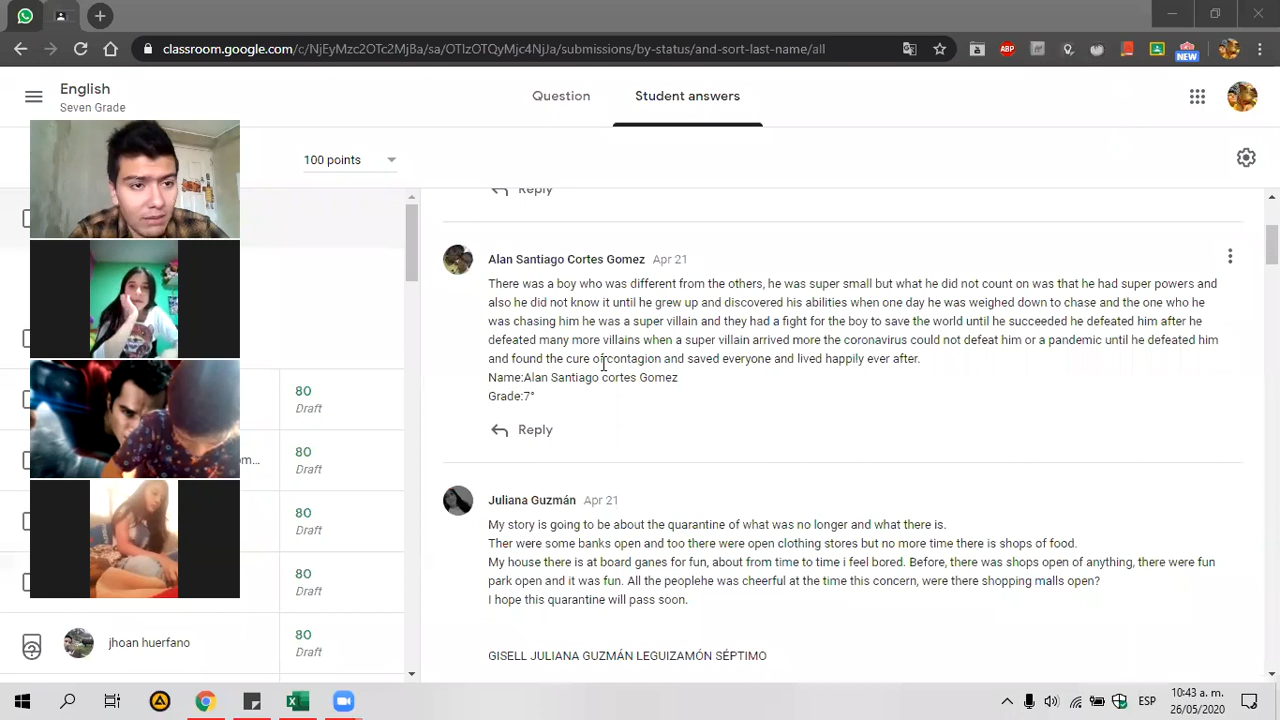 classroom.google.com/c/NjEyMzc2OTc2MjBa/sa/OTIzOTQyMjc4NjJa/submissions/by-status/and-sort-last-name/all
ABP
NEW
English
Seven Grade
Question
Student answers
100 points
Reply
Alan Santiago Cortes Gomez Apr 21
There was a boy who was different from the others, he was super small but what he did not count on was that he had super powers and
also he did not know it until he grew up and discovered his abilities when one day he was weighed down to chase and the one who he
was chasing him he was a super villain and they had a fight for the boy to save the world until he succeeded he defeated him after he
defeated many more villains when a super villain arrived more the coronavirus could not defeat him or a pandemic until he defeated him
and found the cure of contagion and saved everyone and lived happily ever after.
Name:Alan Santiago cortes Gomez
Grade:7°
Reply
80
Draft
om...
80
Draft
80
Draft
80
Draft
jhoan huerfano
80
Draft
Juliana Guzmán Apr 21
My story is going to be about the quarantine of what was no longer and what there is.
Ther were some banks open and too there were open clothing stores but no more time there is shops of food.
My house there is at board ganes for fun, about from time to time i feel bored. Before, there was shops open of anything, there were fun
park open and it was fun. All the peoplehe was cheerful at the time this concern, were there shopping malls open?
I hope this quarantine will pass soon.
GISELL JULIANA GUZMÁN LEGUIZAMÓN SÉPTIMO
ESP
10:43 a. m.
26/05/2020